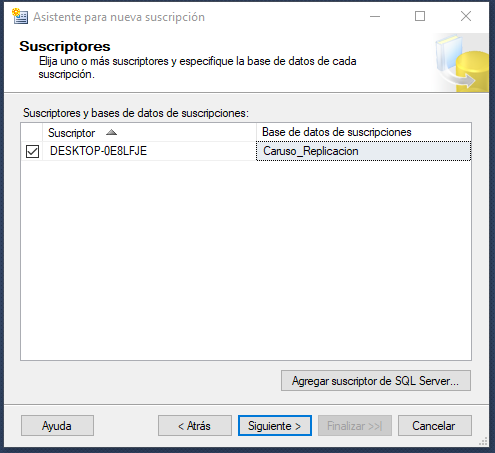 Asistente para nueva suscripción
Suscriptores
Elija uno o más suscriptores y especifique la base de datos de cada
suscripción.
Suscriptores y bases de datos de suscripciones:
Suscriptor Base de datos de suscripciones
DESKTOP-0E8LFJE Caruso_Replicacion
Agregar suscriptor de SQL Server...
Ayuda < Atrás Siguiente > Finalizar >>| Cancelar